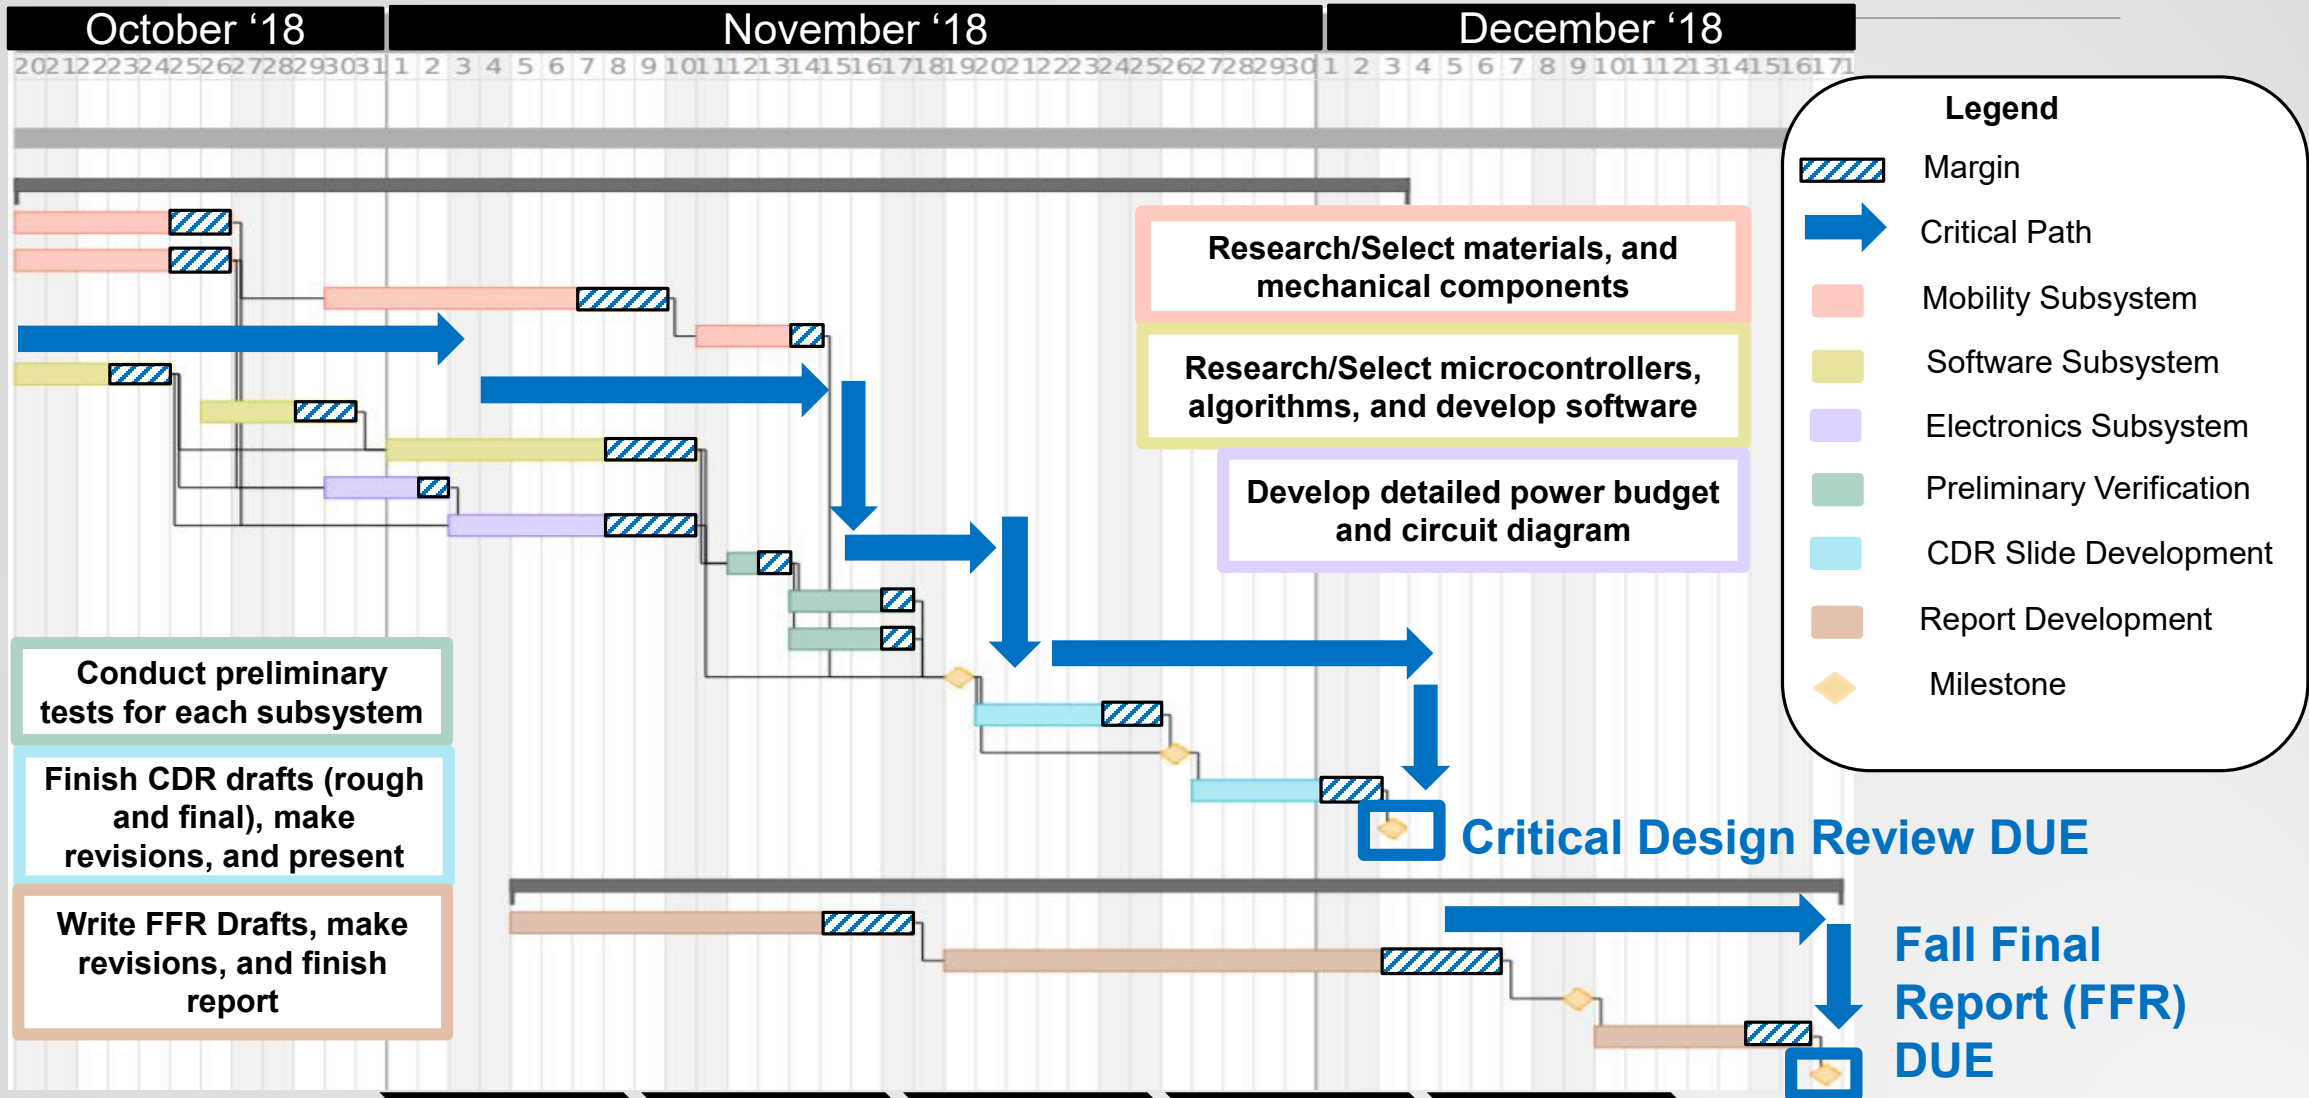 October ‘18 November ‘18 December ‘18
20 21 22 23 24 25 26 27 28 29 30 31 1 2 3 4 5 6 7 8 9 10 11 12 13 14 15 16 17 18 19 20 21 22 23 24 25 26 27 28 29 30 1 2 3 4 5 6 7 8 9 10 11 12 13 14 15 16 17 1
Legend
Margin
Critical Path
Mobility Subsystem
Software Subsystem
Electronics Subsystem
Preliminary Verification
CDR Slide Development
Report Development
Milestone
Research/Select materials, and
mechanical components
Research/Select microcontrollers,
algorithms, and develop software
Develop detailed power budget
and circuit diagram
Conduct preliminary
tests for each subsystem
Finish CDR drafts (rough
and final), make
revisions, and present
Write FFR Drafts, make
revisions, and finish
report
Critical Design Review DUE
Fall Final
Report (FFR)
DUE